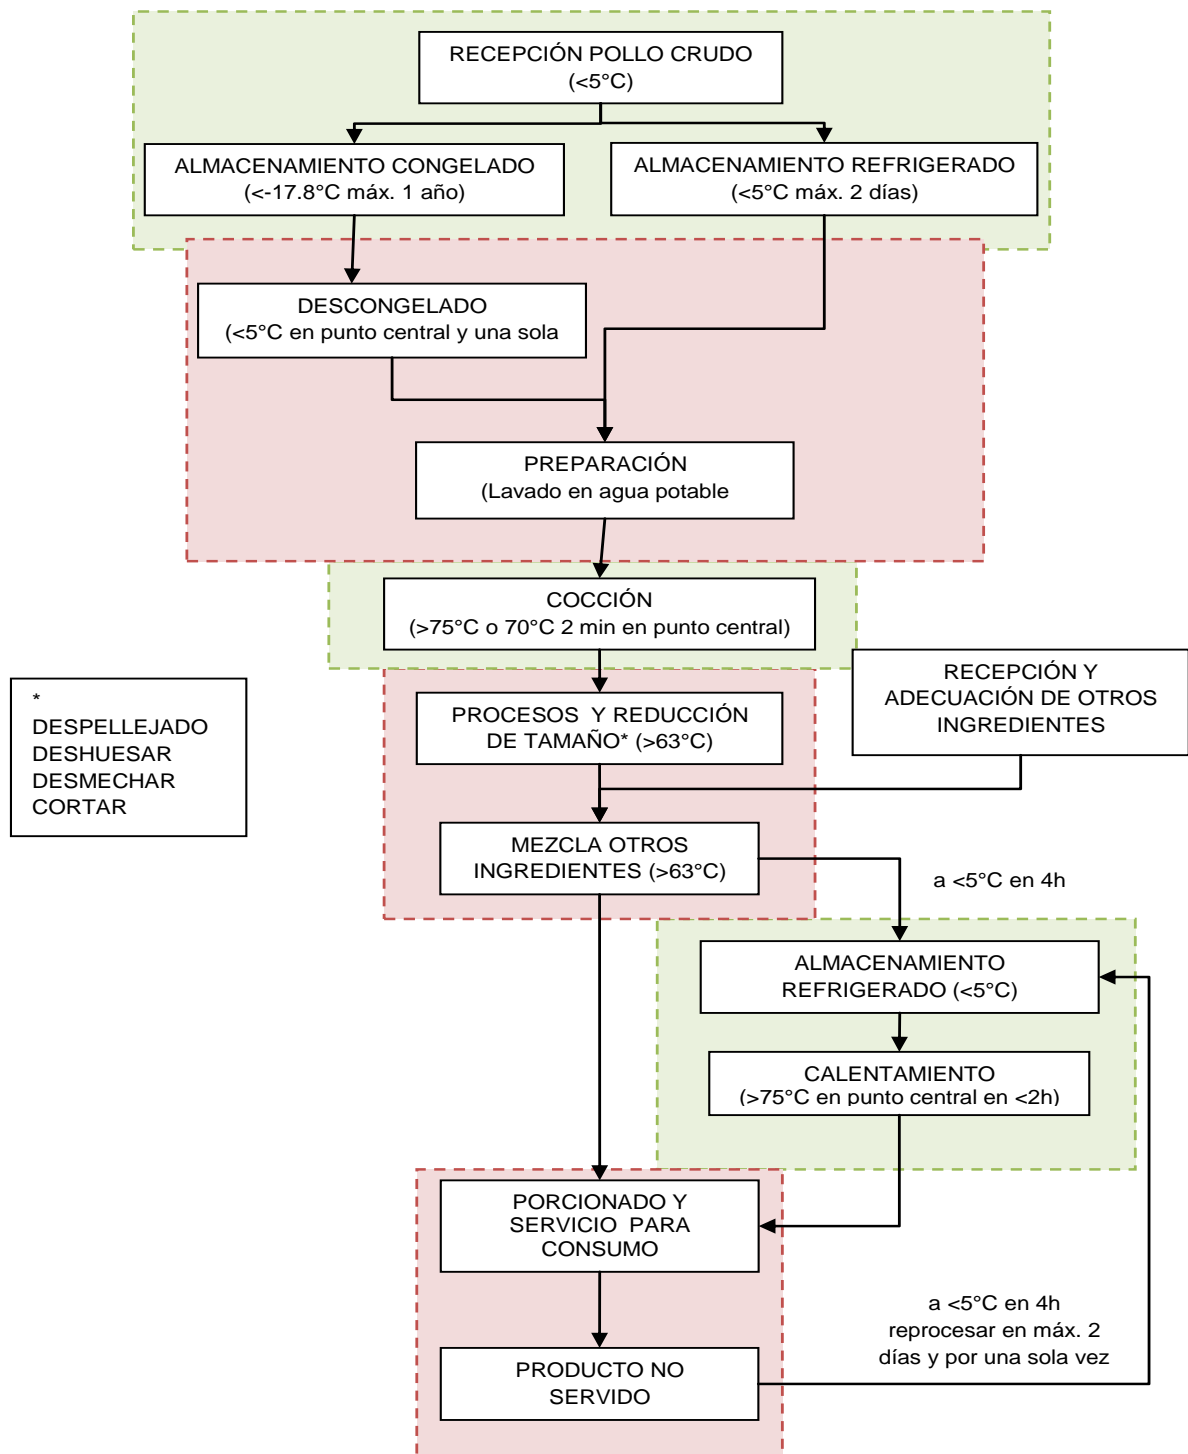 RECEPCIÓN POLLO CRUDO
(<5°C)
ALMACENAMIENTO CONGELADO
(<-17.8°C máx. 1 año)
ALMACENAMIENTO REFRIGERADO
(<5°C máx. 2 días)
DESCONGELADO
(<5°C en punto central y una sola
PREPARACIÓN
(Lavado en agua potable
COCCIÓN
(>75°C o 70°C 2 min en punto central)
RECEPCIÓN Y
ADECUACIÓN DE OTROS
INGREDIENTES
*
DESPELLEJADO
DESHUESAR
DESMECHAR
CORTAR
PROCESOS Y REDUCCIÓN
DE TAMAÑO* (>63°C)
MEZCLA OTROS
INGREDIENTES (>63°C)
a <5°C en 4h
ALMACENAMIENTO
REFRIGERADO (<5°C)
CALENTAMIENTO
(>75°C en punto central en <2h)
PORCIONADO Y
SERVICIO PARA
CONSUMO
a <5°C en 4h
reprocesar en máx. 2
días y por una sola vez
PRODUCTO NO
SERVIDO